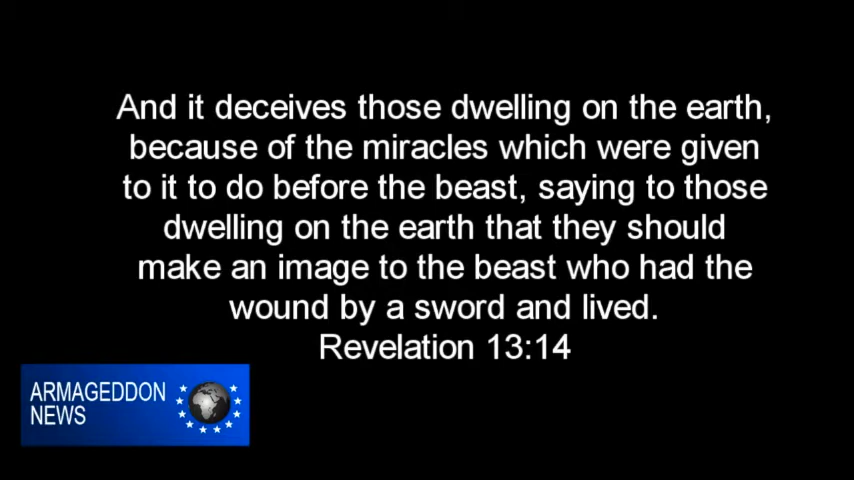 And it deceives those dwelling on the earth,
because of the miracles which were given
to it to do before the beast, saying to those
dwelling on the earth that they should
make an image to the beast who had the
wound by a sword and lived.
Revelation 13:14
ARMAGEDDON
NEWS